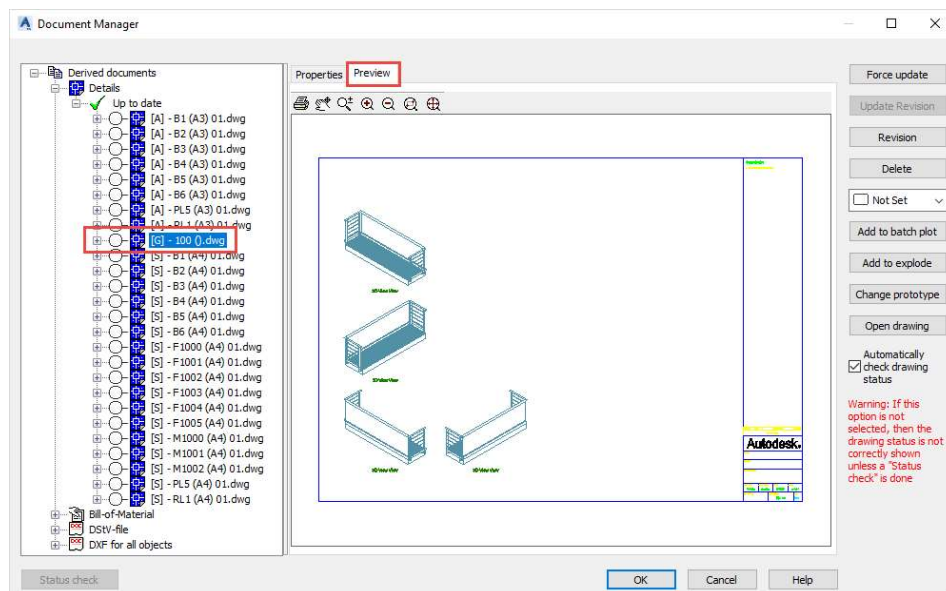 Document Manager
Derived documents
Details
Up to date
[A] - B1 (A3) 01.dwg
[A] - B2 (A3) 01.dwg
[A] - B3 (A3) 01.dwg
[A] - B4 (A3) 01.dwg
[A] - B5 (A3) 01.dwg
[A] - B6 (A3) 01.dwg
[A] - PL5 (A3) 01.dwg
[A] - RL1 (A3) 01.dwg
[G] - 100 ().dwg
[S] - B1 (A4) 01.dwg
[S] - B2 (A4) 01.dwg
[S] - B3 (A4) 01.dwg
[S] - B4 (A4) 01.dwg
[S] - B5 (A4) 01.dwg
[S] - B6 (A4) 01.dwg
[S] - F1000 (A4) 01.dwg
[S] - F1001 (A4) 01.dwg
[S] - F1002 (A4) 01.dwg
[S] - F1003 (A4) 01.dwg
[S] - F1004 (A4) 01.dwg
[S] - F1005 (A4) 01.dwg
[S] - M1000 (A4) 01.dwg
[S] - M1001 (A4) 01.dwg
[S] - M1002 (A4) 01.dwg
[S] - PL5 (A4) 01.dwg
[S] - RL1 (A4) 01.dwg
Bill-of-Material
DStV-file
DXF for all objects
Properties Preview
Autodesk.
Force update
Update Revision
Revision
Delete
Not Set
Add to batch plot
Add to explode
Change prototype
Open drawing
Automatically
check drawing
status
Warning: If this
option is not
selected, then the
drawing status is not
correctly shown
unless a "Status
check" is done
Status check
OK Cancel Help